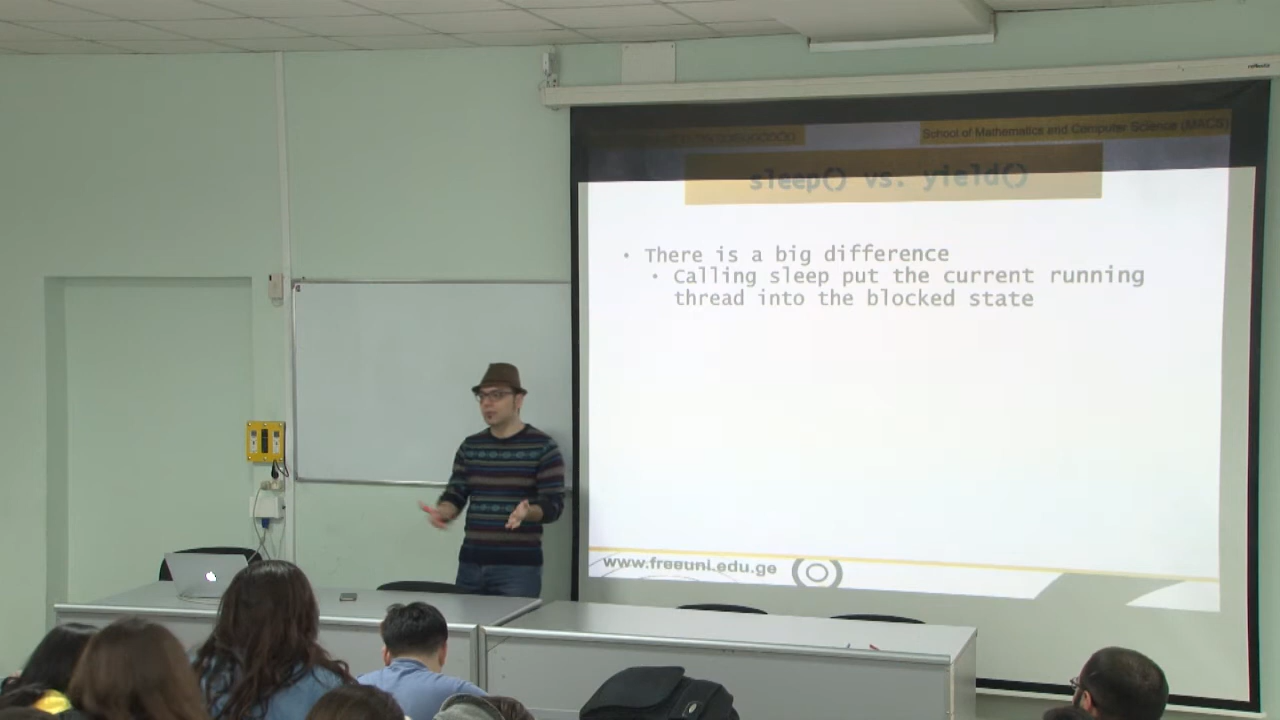 School of Mathematics and Computer Science (MACS)
sleep() vs. yield()
• There is a big difference
• Calling sleep put the current running
thread into the blocked state
www.freeuni.edu.ge